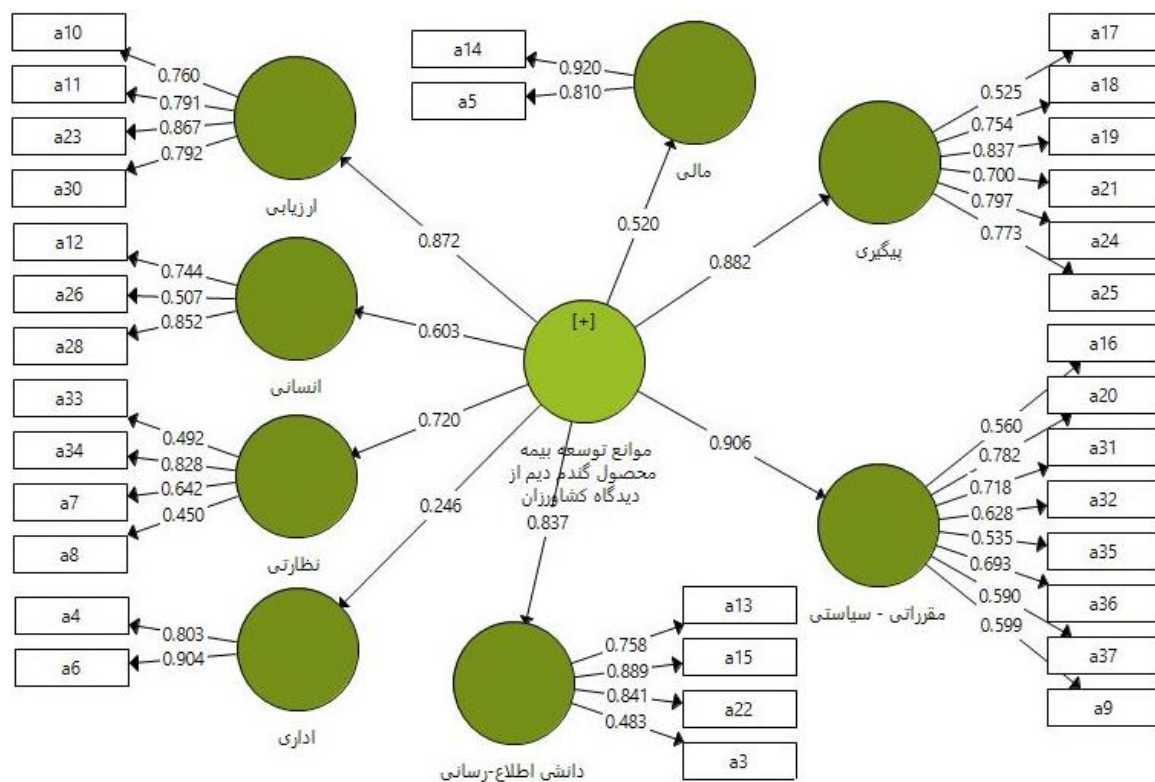 a10
a11
a23
a30
0.760
0.791
0.867
0.792
ارزیابی
a12
a26
a28
0.744
0.507
0.852
انسانی
a33
a34
a7
a8
0.492
0.828
0.642
0.450
نظارتی
a4
a6
0.803
0.904
اداری
a14
a5
0.920
0.810
مالی
0.872
0.603
0.720
0.246
0.520
0.882
0.906
0.837
[+]
موانع توسعه بیمه
محصول گندم دیم از
دیدگاه کشاورزان
a13
a15
a22
a3
0.758
0.889
0.841
0.483
دانشی اطلاع-رسانی
a17
a18
a19
a21
a24
a25
0.525
0.754
0.837
0.700
0.797
0.773
پیگیری
a16
a20
a31
a32
a35
a36
a37
a9
0.560
0.782
0.718
0.628
0.535
0.693
0.590
0.599
مقرراتی - سیاستی